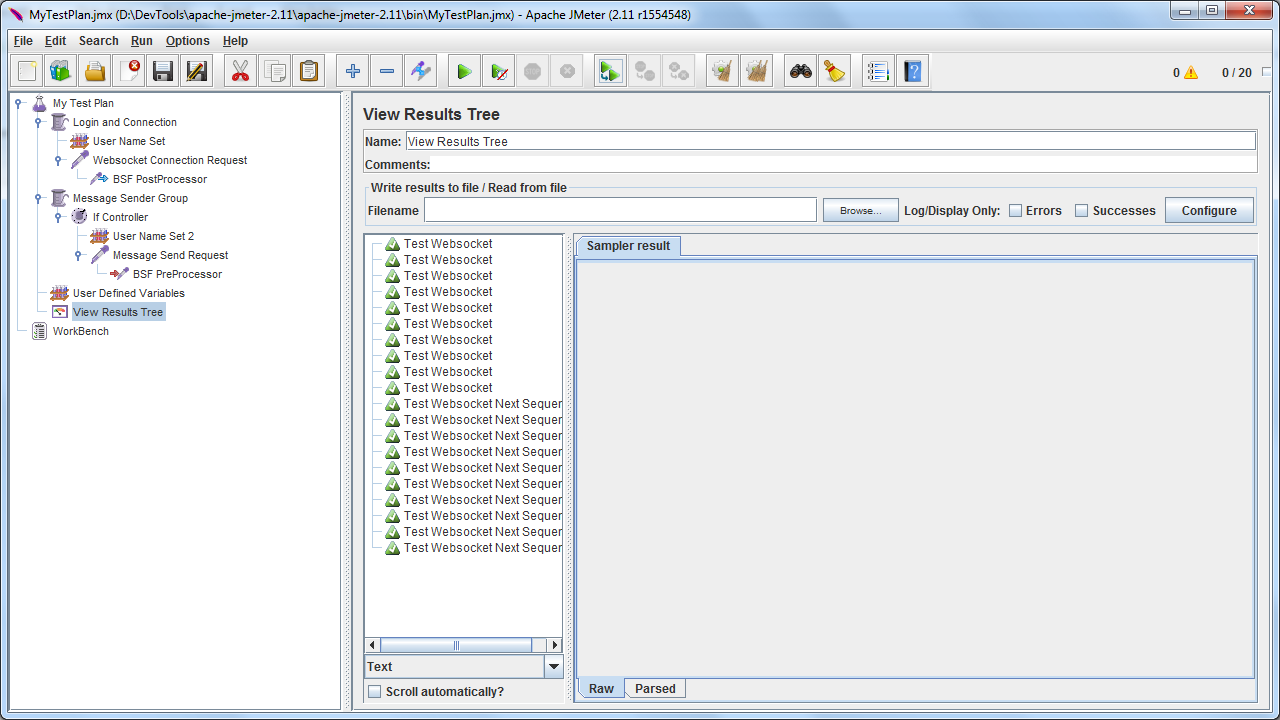 MyTestPlan.jmx (D:\DevTools\apache-jmeter-2.11\apache-jmeter-2.11\bin\MyTestPlan.jmx) - Apache JMeter (2.11 r1554548)
File Edit Search Run Options Help
0 0 / 20
My Test Plan
Login and Connection
User Name Set
Websocket Connection Request
BSF PostProcessor
Message Sender Group
If Controller
User Name Set 2
Message Send Request
BSF PreProcessor
User Defined Variables
View Results Tree
WorkBench
View Results Tree
Name: View Results Tree
Comments:
Write results to file / Read from file
Filename Browse... Log/Display Only: Errors Successes Configure
Test Websocket
Test Websocket
Test Websocket
Test Websocket
Test Websocket
Test Websocket
Test Websocket
Test Websocket
Test Websocket
Test Websocket
Test Websocket Next Sequer
Test Websocket Next Sequer
Test Websocket Next Sequer
Test Websocket Next Sequer
Test Websocket Next Sequer
Test Websocket Next Sequer
Test Websocket Next Sequer
Test Websocket Next Sequer
Test Websocket Next Sequer
Test Websocket Next Sequer
Text
Scroll automatically?
Sampler result
Raw Parsed